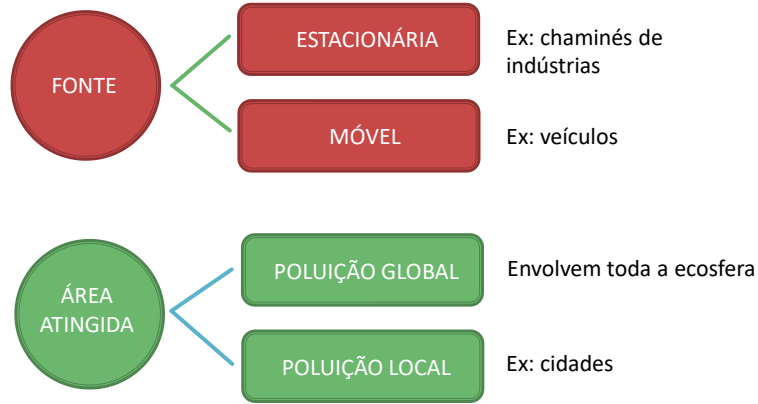 FONTE
ESTACIONÁRIA
Ex: chaminés de
indústrias
MÓVEL
Ex: veículos
ÁREA
ATINGIDA
POLUIÇÃO GLOBAL
Envolvem toda a ecosfera
POLUIÇÃO LOCAL
Ex: cidades